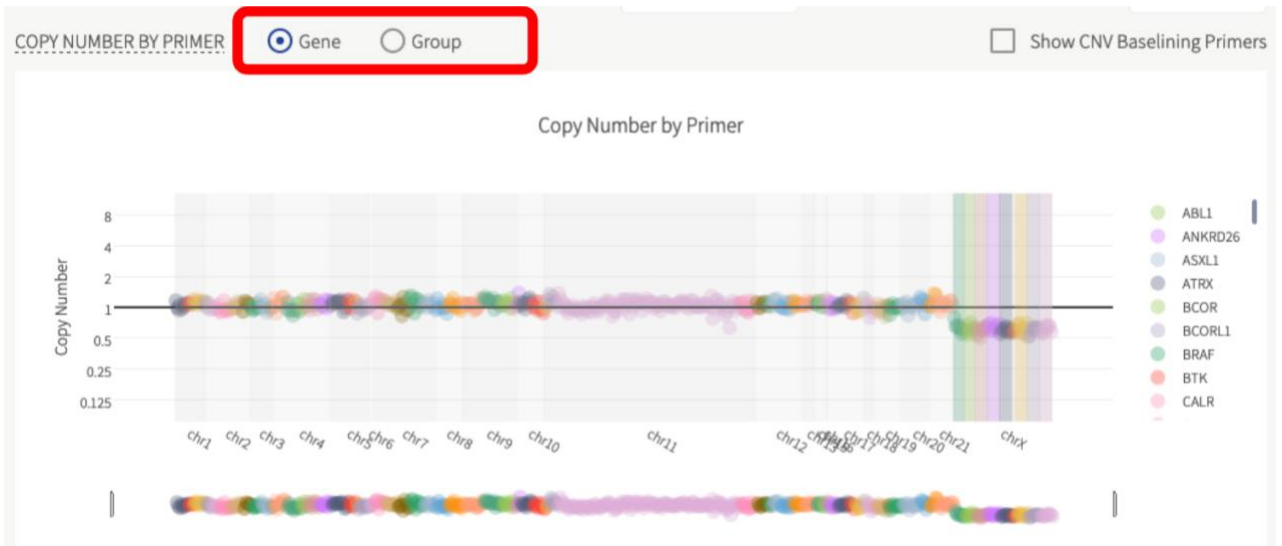 COPY NUMBER BY PRIMER Gene Group Show CNV Baselining Primers
Copy Number by Primer
Copy Number
8
4
2
1
0.5
0.25
0.125
ABL1
ANKRD26
ASXL1
ATRX
BCOR
BCORL1
BRAF
BTK
CALR
chr1 chr2 chr3 chr4 chr5 chr6 chr7 chr8 chr9 chr10 chr11 chr12 chr13 chr17 chr18 chr19 chr20 chr21 chrX